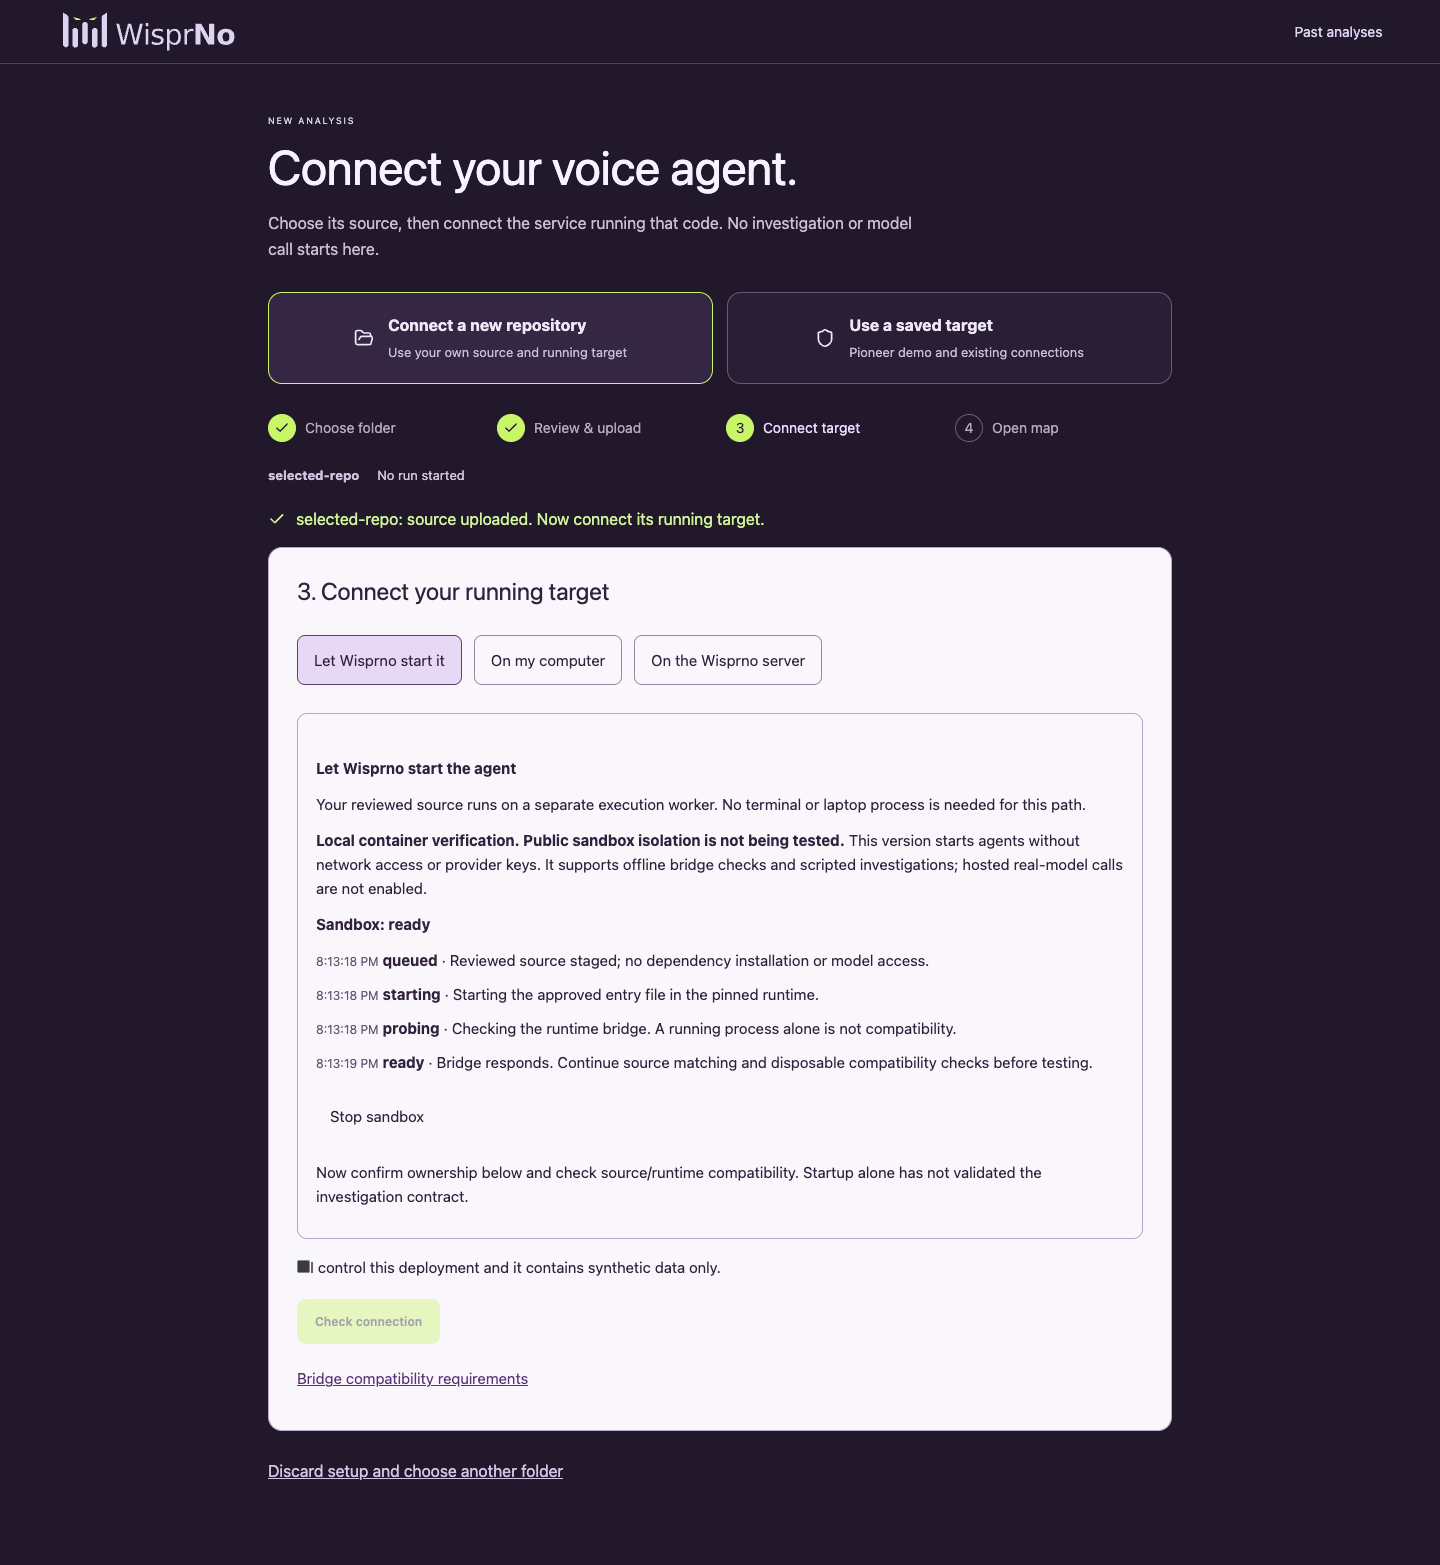 WisprNo
Past analyses
NEW ANALYSIS
Connect your voice agent.
Choose its source, then connect the service running that code. No investigation or model
call starts here.
Connect a new repository
Use your own source and running target
Use a saved target
Pioneer demo and existing connections
Choose folder
Review & upload
3 Connect target
4 Open map
selected-repo No run started
selected-repo: source uploaded. Now connect its running target.
3. Connect your running target
Let Wisprno start it
On my computer
On the Wisprno server
Let Wisprno start the agent
Your reviewed source runs on a separate execution worker. No terminal or laptop process is needed for this path.
Local container verification. Public sandbox isolation is not being tested. This version starts agents without
network access or provider keys. It supports offline bridge checks and scripted investigations; hosted real-model calls
are not enabled.
Sandbox: ready
8:13:18 PM queued · Reviewed source staged; no dependency installation or model access.
8:13:18 PM starting · Starting the approved entry file in the pinned runtime.
8:13:18 PM probing · Checking the runtime bridge. A running process alone is not compatibility.
8:13:19 PM ready · Bridge responds. Continue source matching and disposable compatibility checks before testing.
Stop sandbox
Now confirm ownership below and check source/runtime compatibility. Startup alone has not validated the
investigation contract.
I control this deployment and it contains synthetic data only.
Check connection
Bridge compatibility requirements
Discard setup and choose another folder